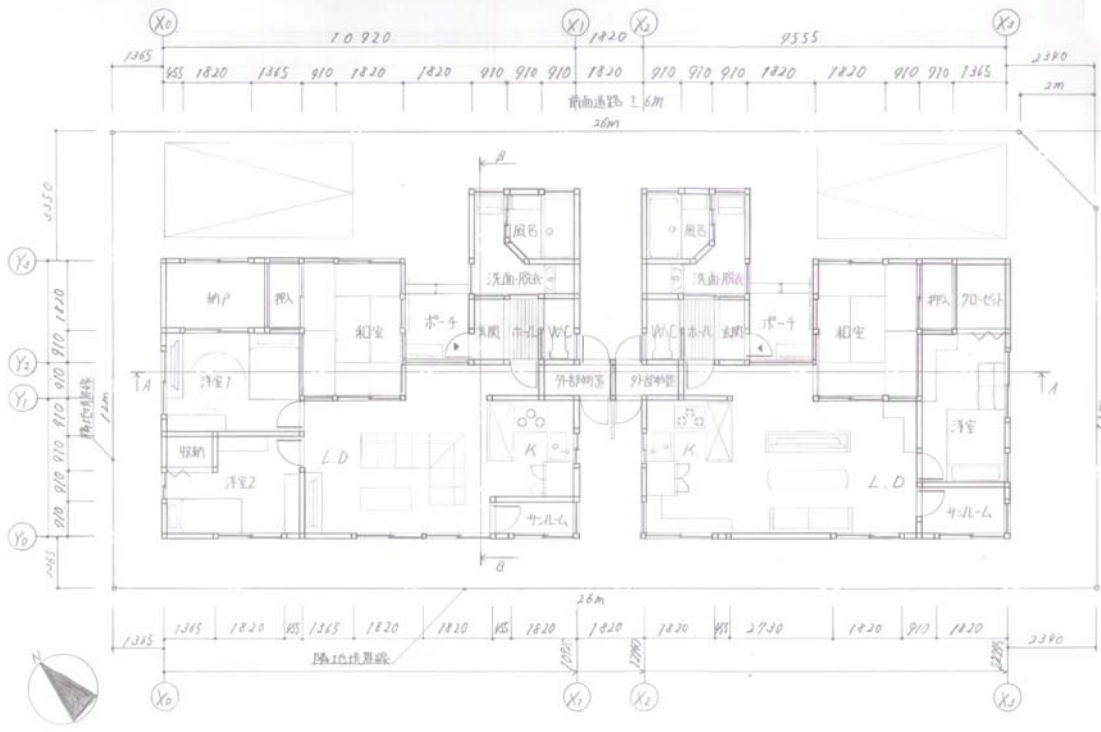 X0
X1
X2
X3
10920
1820
9555
1365
455 1820 1365 910 1820 1820 910 910 910 1820 910 910 910 1820 1820 910 910 1365
2340
2m
前面道路 6m
26m
B
3350
Y3
1820
910
Y2
910
Y1
910
910
910
910
Y0
1365
隣地境界線
12m
A
A
納戸
押入
和室
ポーチ
玄関
ホール
W.C
洗面・脱衣
風呂
洋室1
収納
洋室2
L.D
K
サンルーム
外部物置
外部物置
風呂
洗面・脱衣
W.C
ホール
玄関
ポーチ
和室
押入
クローゼット
洋室
K
L.D
サンルーム
B
26m
1365
1365 1820 455 1365 1820 1820 455 1820 1820 1820 455 2730 1820 910 1820
2340
隣地境界線
10920
X0
X1
X2
X3
N